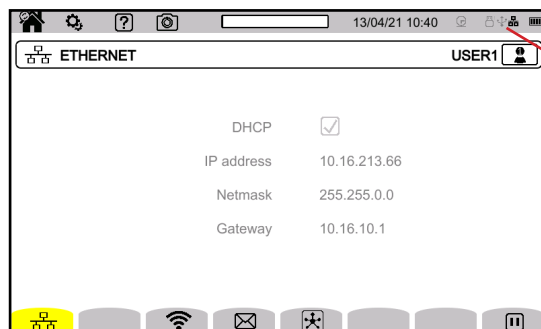 13/04/21 10:40
ETHERNET USER1
DHCP
IP address 10.16.213.66
Netmask 255.255.0.0
Gateway 10.16.10.1